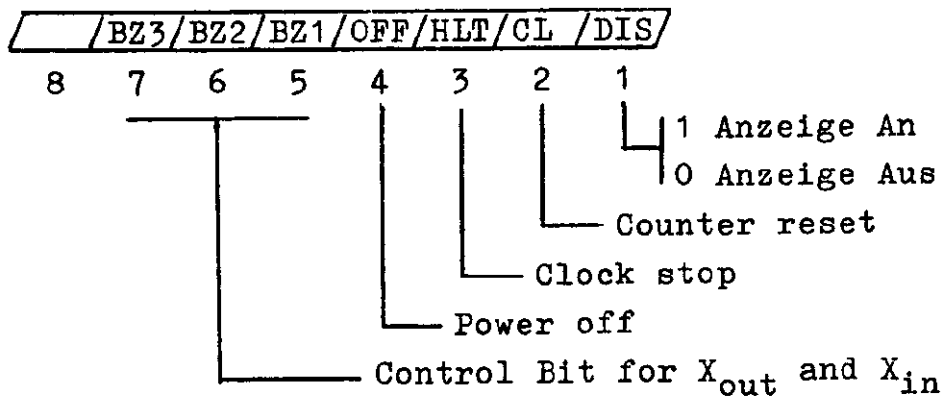 BZ3 BZ2 BZ1 OFF HLT CL DIS
8 7 6 5 4 3 2 1
1 Anzeige An
0 Anzeige Aus
Counter reset
Clock stop
Power off
Control Bit for Xout and Xin